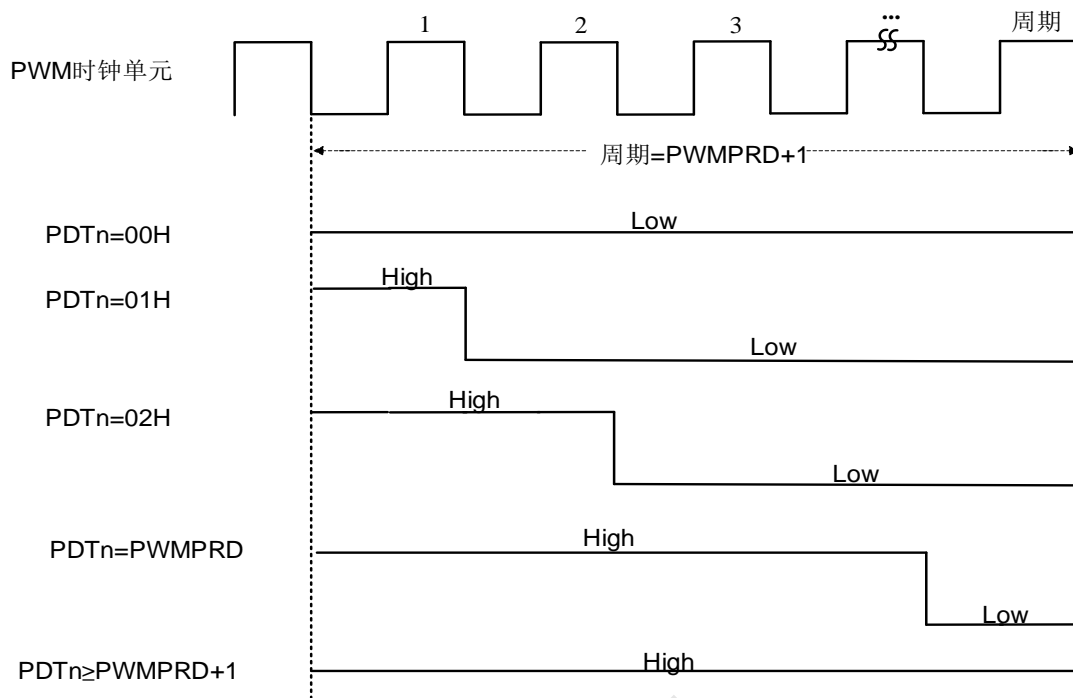 1 2 3 ... 周期
PWM时钟单元
周期=PWMPRD+1
PDTn=00H Low
PDTn=01H High
Low
PDTn=02H High
Low
PDTn=PWMPRD High
Low
PDTn≥PWMPRD+1 High